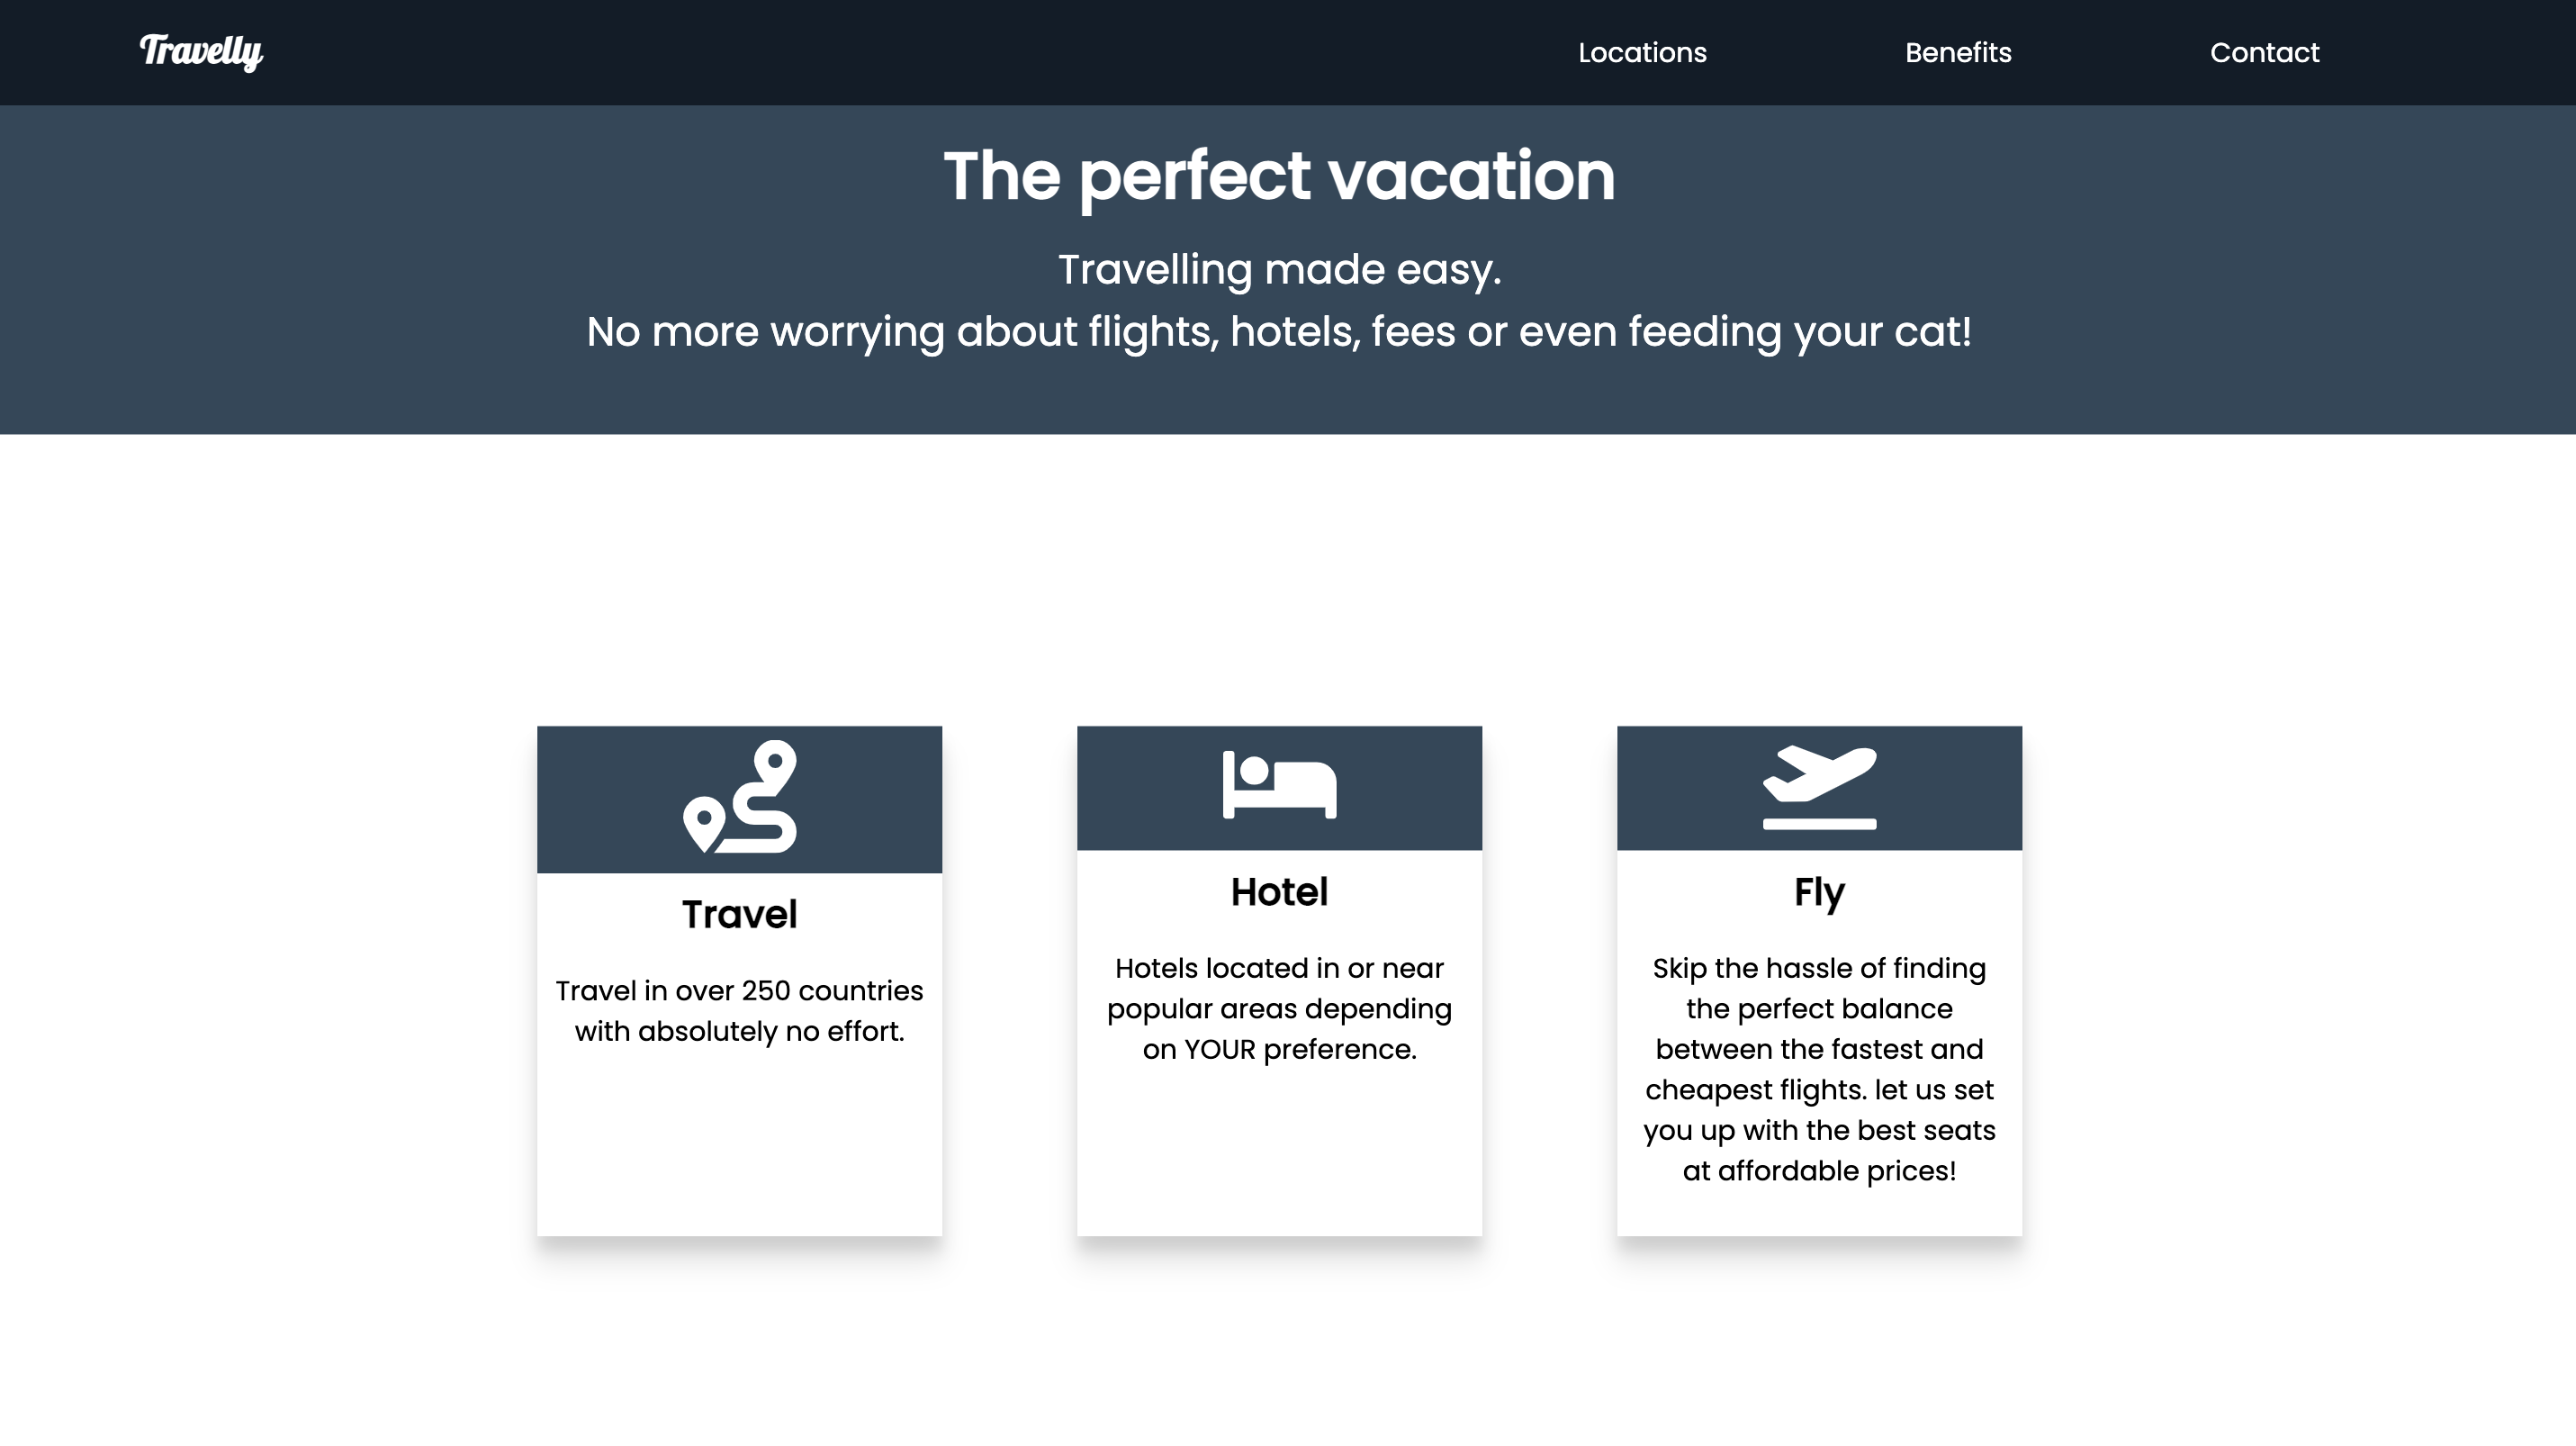 Travelly
Locations
Benefits
Contact
The perfect vacation
Travelling made easy.
No more worrying about flights, hotels, fees or even feeding your cat!
Travel
Travel in over 250 countries
with absolutely no effort.
Hotel
Hotels located in or near
popular areas depending
on YOUR preference.
Fly
Skip the hassle of finding
the perfect balance
between the fastest and
cheapest flights. let us set
you up with the best seats
at affordable prices!